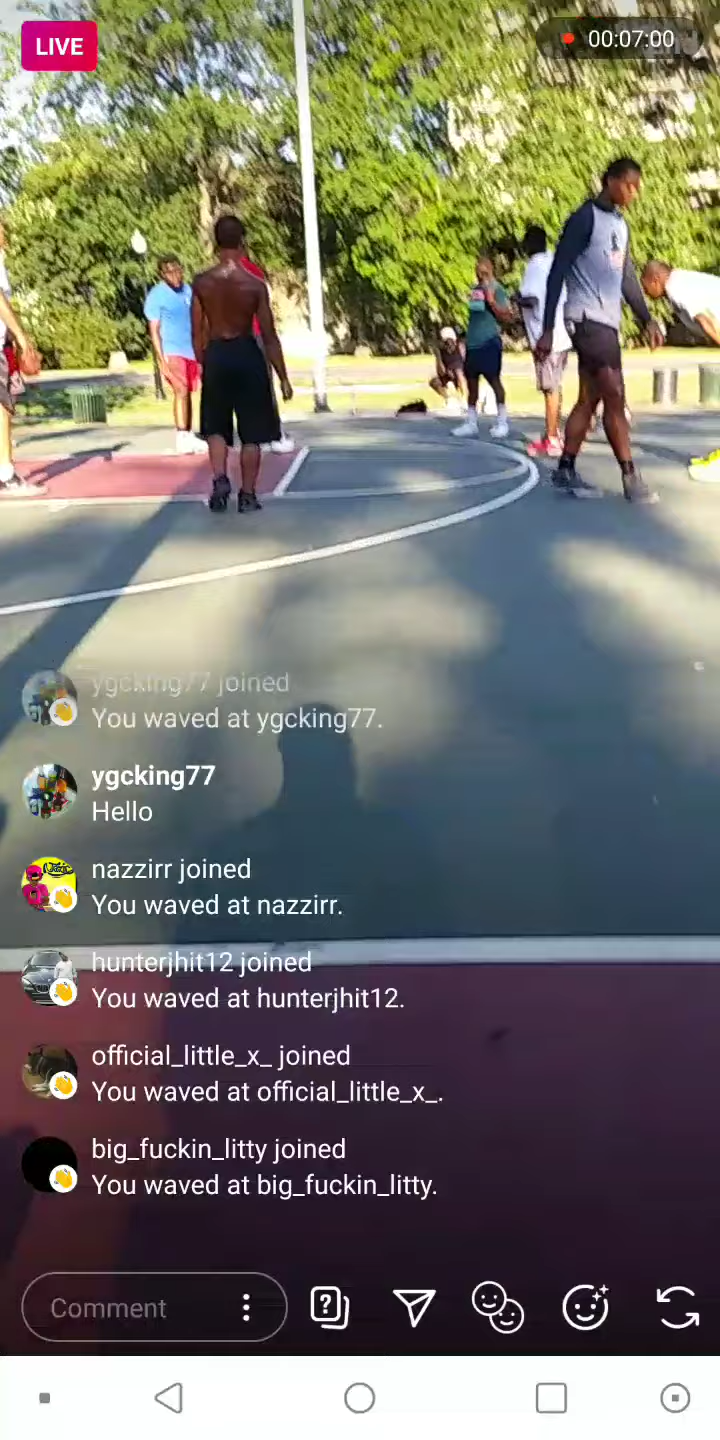 LIVE
00:07:00
ygcking77 joined
You waved at ygcking77.
ygcking77
Hello
nazzirr joined
You waved at nazzirr.
hunterjhit12 joined
You waved at hunterjhit12.
official_little_x_ joined
You waved at official_little_x_.
big_fuckin_litty joined
You waved at big_fuckin_litty.
Comment